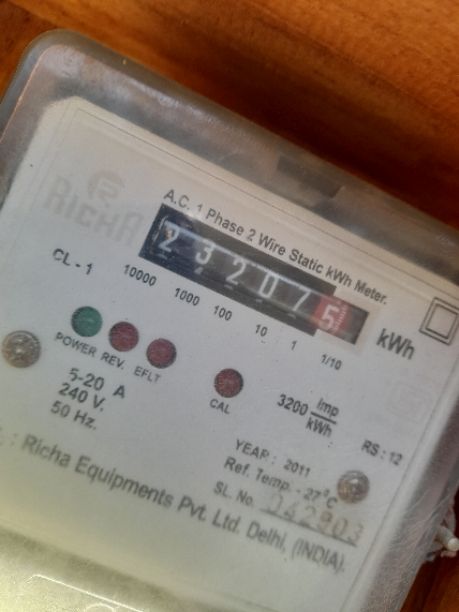 RICHA
A.C. 1 Phase 2 Wire Static kWh Meter.
2 3 2 0 7 5
kWh
CL-1
10000 1000 100 10 1 1/10
POWER REV. EFLT
CAL
3200 Imp/kWh
5-20 A
240 V.
50 Hz.
RS : 12
YEAR : 2011
Ref. Temp. - 27°C
SL. No. 042903
: Richa Equipments Pvt. Ltd. Delhi, (INDIA).